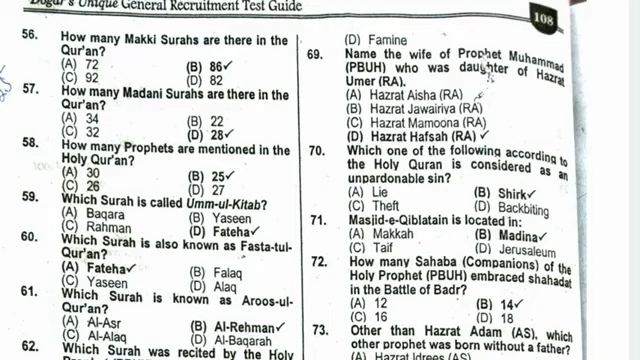 Dogar's Unique General Recruitment Test Guide
108
56. How many Makki Surahs are there in the
Qur'an?
(A) 72 (B) 86✓
(C) 92 (D) 82
57. How many Madani Surahs are there in the
Qur'an?
(A) 34 (B) 22
(C) 32 (D) 28✓
58. How many Prophets are mentioned in the
Holy Qur'an?
(A) 30 (B) 25✓
(C) 26 (D) 27
59. Which Surah is called Umm-ul-Kitab?
(A) Baqara (B) Yaseen
(C) Rahman (D) Fateha✓
60. Which Surah is also known as Fasta-tul-
Qur'an?
(A) Fateha✓ (B) Falaq
(C) Yaseen (D) Alaq
61. Which Surah is known as Aroos-ul-
Qur'an?
(A) Al-Asr (B) Al-Rehman✓
(C) Al-Alaq (D) Al-Baqarah
62. Which Surah was recited by the Holy
(D) Famine
69. Name the wife of Prophet Muhammad
(PBUH) who was daughter of Hazrat
Umer (RA).
(A) Hazrat Aisha (RA)
(B) Hazrat Jawairiya (RA)
(C) Hazrat Mamoona (RA)
(D) Hazrat Hafsah (RA)✓
70. Which one of the following according to
the Holy Quran is considered as an
unpardonable sin?
(A) Lie (B) Shirk✓
(C) Theft (D) Backbiting
71. Masjid-e-Qiblatain is located in:
(A) Makkah (B) Madina✓
(C) Taif (D) Jerusaleum
72. How many Sahaba (Companions) of the
Holy Prophet (PBUH) embraced shahadat
in the Battle of Badr?
(A) 12 (B) 14✓
(C) 16 (D) 18
73. Other than Hazrat Adam (AS), which
other prophet was born without a father?
(A) Hazrat Idrees (AS)